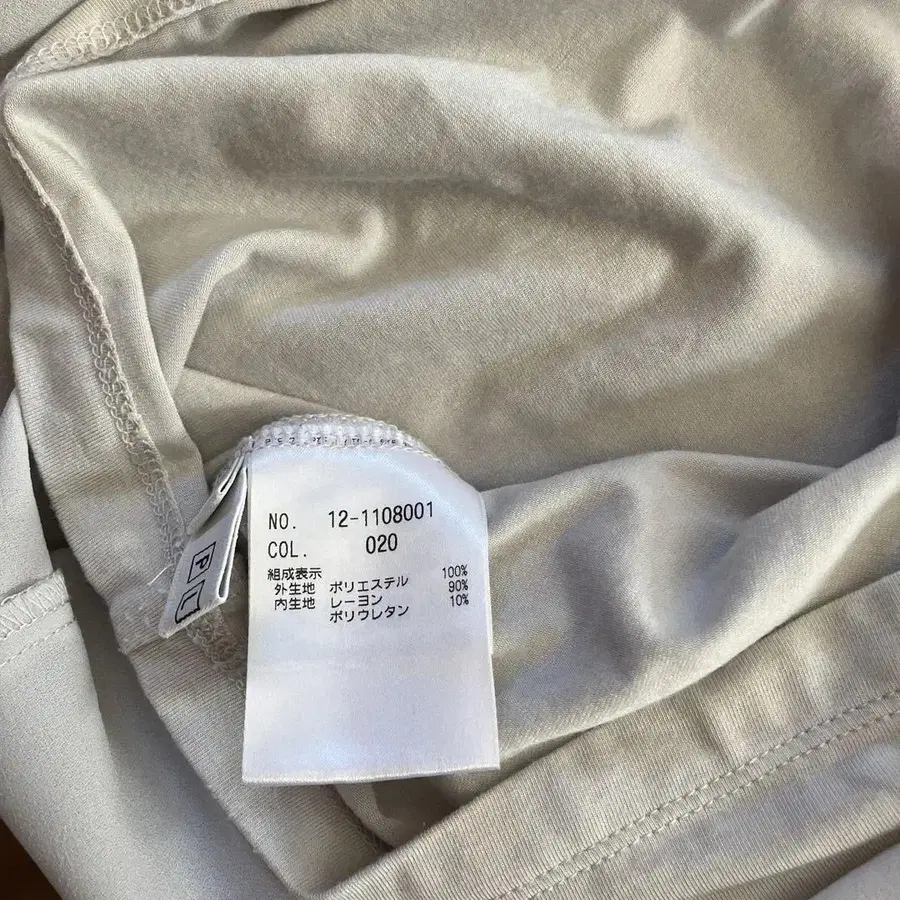 NO. 12-1108001
COL. 020
組成表示
外生地 ポリエステル 100%
内生地 レーヨン 90%
ポリウレタン 10%
P